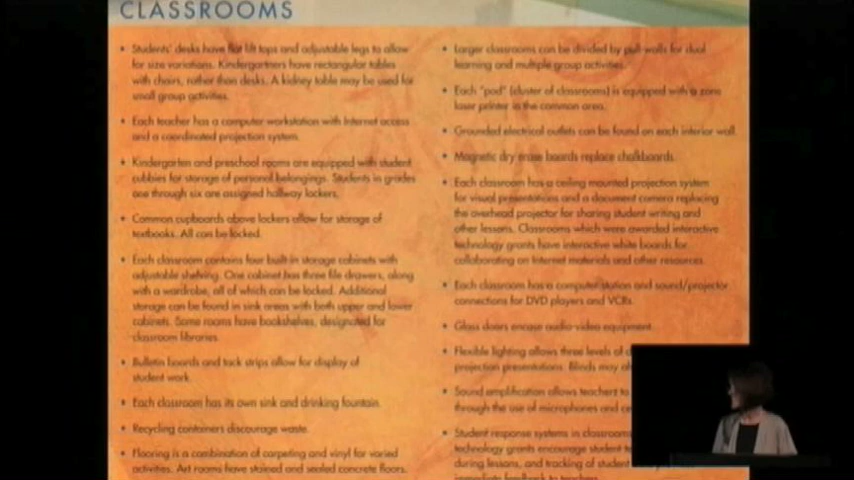 CLASSROOMS
• Students' desks have flat lift tops and adjustable legs to allow
for size variations. Kindergartners have rectangular tables
with chairs, rather than desks. A kidney table may be used for
small group activities.
• Each teacher has a computer workstation with Internet access
and a coordinated projection system.
• Kindergarten and preschool rooms are equipped with student
cubbies for storage of personal belongings. Students in grades
one through six are assigned hallway lockers.
• Common cupboards above lockers allow for storage of
textbooks. All can be locked.
• Each classroom contains four built-in storage cabinets with
adjustable shelving. One cabinet has three file drawers, along
with a wardrobe, all of which can be locked. Additional
storage can be found in sink areas with both upper and lower
cabinets. Some rooms have bookshelves, designated for
classroom libraries.
• Bulletin boards and tack strips allow for display of
student work.
• Each classroom has its own sink and drinking fountain.
• Recycling containers discourage waste.
• Flooring is a combination of carpeting and vinyl for varied
activities. Art rooms have stained and sealed concrete floors.
• Larger classrooms can be divided by pull walls for dual
learning and multiple group activities.
• Each "pod" (cluster of classrooms) is equipped with a zone
laser printer in the common area.
• Grounded electrical outlets can be found on each interior wall.
• Magnetic dry erase boards replace chalkboards.
• Each classroom has a ceiling mounted projection system
for visual presentations and a document camera replacing
the overhead projector for sharing student writing and
other lessons. Classrooms which were awarded interactive
technology grants have interactive white boards for
collaborating on Internet materials and other resources.
• Each classroom has a computer station and sound/projector
connections for DVD players and VCRs.
• Glass doors encase audio-video equipment.
• Flexible lighting allows three levels of
projection presentations. Blinds may
• Sound amplification allows teachers to
through the use of microphones and
• Student response systems in classrooms
technology grants encourage student
during lessons, and tracking of student
immediate feedback to teachers.